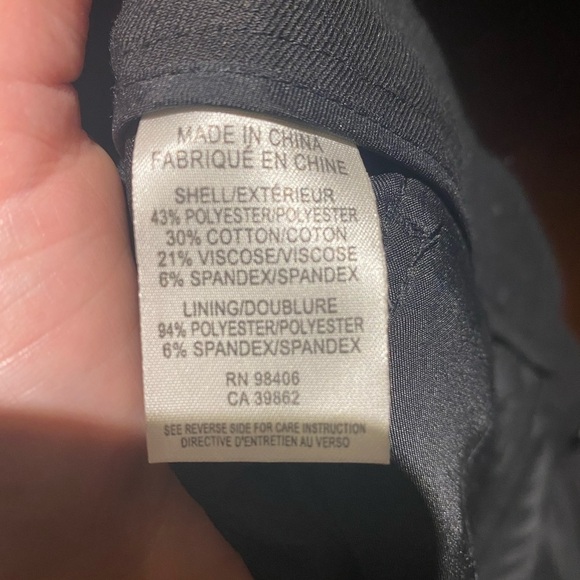 MADE IN CHINA
FABRIQUÉ EN CHINE
SHELL/EXTÉRIEUR
43% POLYESTER/POLYESTER
30% COTTON/COTON
21% VISCOSE/VISCOSE
6% SPANDEX/SPANDEX
LINING/DOUBLURE
94% POLYESTER/POLYESTER
6% SPANDEX/SPANDEX
RN 98406
CA 39862
SEE REVERSE SIDE FOR CARE INSTRUCTION
DIRECTIVE D'ENTRETIEN AU VERSO